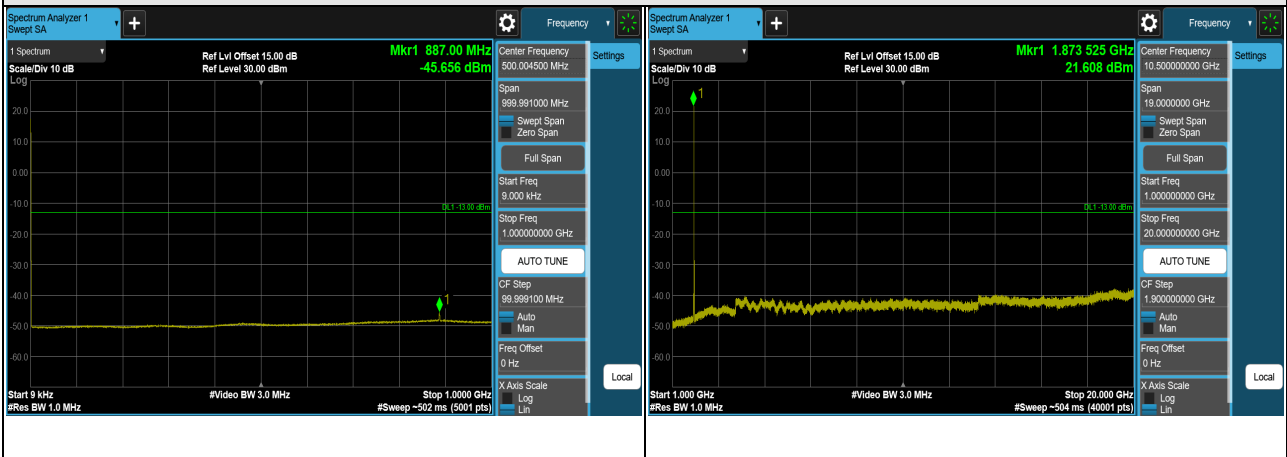 Spectrum Analyzer 1
Swept SA
+
Frequency
1 Spectrum
Scale/Div 10 dB
Log
Ref Lvl Offset 15.00 dB
Ref Level 30.00 dBm
Mkr1 887.00 MHz
-45.656 dBm
20.0
10.0
0.00
-10.0
-20.0
-30.0
-40.0
-50.0
-60.0
DL1 -13.00 dBm
1
Start 9 kHz
#Res BW 1.0 MHz
#Video BW 3.0 MHz
Stop 1.0000 GHz
#Sweep ~502 ms (5001 pts)
Center Frequency
500.004500 MHz
Span
999.991000 MHz
Swept Span
Zero Span
Full Span
Start Freq
9.000 kHz
Stop Freq
1.000000000 GHz
AUTO TUNE
CF Step
99.999100 MHz
Auto
Man
Freq Offset
0 Hz
X Axis Scale
Log
Lin
Settings
Local
Spectrum Analyzer 1
Swept SA
+
Frequency
1 Spectrum
Scale/Div 10 dB
Log
Ref Lvl Offset 15.00 dB
Ref Level 30.00 dBm
Mkr1 1.873 525 GHz
21.608 dBm
20.0
10.0
0.00
-10.0
-20.0
-30.0
-40.0
-50.0
-60.0
DL1 -13.00 dBm
1
Start 1.000 GHz
#Res BW 1.0 MHz
#Video BW 3.0 MHz
Stop 20.000 GHz
#Sweep ~504 ms (40001 pts)
Center Frequency
10.500000000 GHz
Span
19.0000000 GHz
Swept Span
Zero Span
Full Span
Start Freq
1.000000000 GHz
Stop Freq
20.000000000 GHz
AUTO TUNE
CF Step
1.900000000 GHz
Auto
Man
Freq Offset
0 Hz
X Axis Scale
Log
Lin
Settings
Local